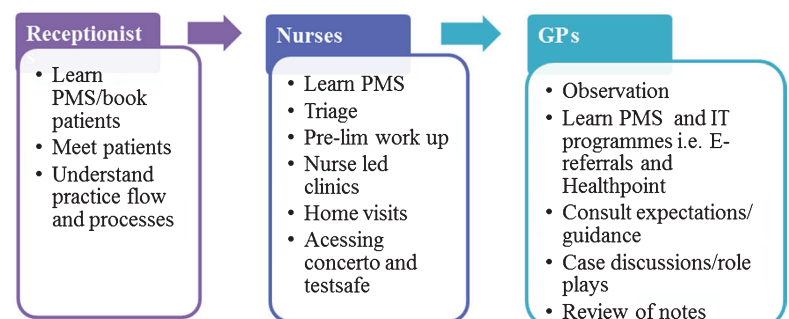 Receptionist
s
• Learn
PMS/book
patients
• Meet patients
• Understand
practice flow
and processes
Nurses
• Learn PMS
• Triage
• Pre-lim work up
• Nurse led
clinics
• Home visits
• Acessing
concerto and
testsafe
GPs
• Observation
• Learn PMS and IT
programmes i.e. E-
referrals and
Healthpoint
• Consult expectations/
guidance
• Case discussions/role
plays
• Review of notes